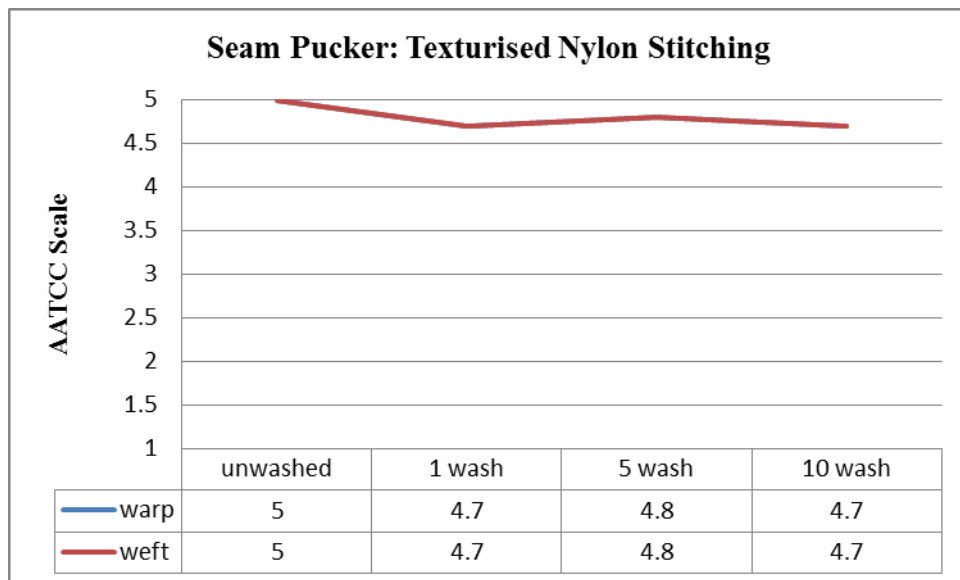 Seam Pucker: Texturised Nylon Stitching
AATCC Scale
5
4.5
4
3.5
3
2.5
2
1.5
1
unwashed 1 wash 5 wash 10 wash
warp 5 4.7 4.8 4.7
weft 5 4.7 4.8 4.7